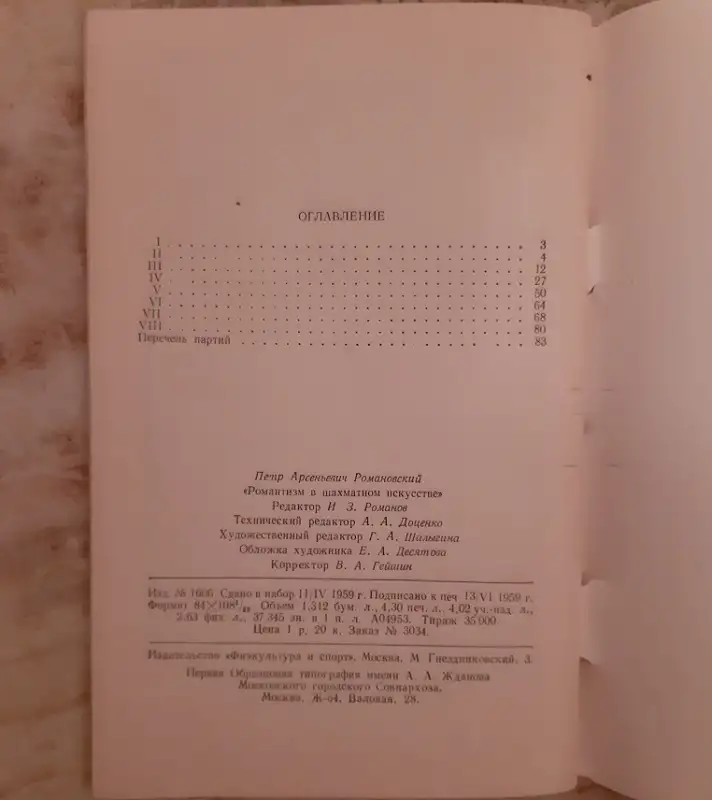 ОГЛАВЛЕНИЕ
I . . . . . . . . . . . . . . . . . . . . . . . . 3
II . . . . . . . . . . . . . . . . . . . . . . . . 4
III . . . . . . . . . . . . . . . . . . . . . . . . 12
IV . . . . . . . . . . . . . . . . . . . . . . . . 27
V . . . . . . . . . . . . . . . . . . . . . . . . 50
VI . . . . . . . . . . . . . . . . . . . . . . . . 64
VII . . . . . . . . . . . . . . . . . . . . . . . . 68
VIII . . . . . . . . . . . . . . . . . . . . . . . . 80
Перечень партий . . . . . . . . . . . . . . . . . . 83
Петр Арсеньевич Романовский
«Романтизм в шахматном искусстве»
Редактор И. З. Романов
Технический редактор А. А. Доценко
Художественный редактор Г. А. Шалыгина
Обложка художника Е. А. Десятова
Корректор В. А. Гейшин
Изд. № 1606 Сдано в набор 11/IV 1959 г. Подписано к печ 13/VI 1959 г.
Формат 84×108¹/ Объем 1,312 бум л., 4,30 печ. л., 4,02 уч.-изд. л.,
3.63 физ л., 37 345 зн. в 1 п. л. А04953. Тираж 35 000
Цена 1 р. 20 к. Заказ № 3034.
Издательство «Физкультура и спорт». Москва, М Гнездниковский, 3.
Первая Образцовая типография имени А. А. Жданова
Московского городского Совнархоза.
Москва, Ж-54, Валовая, 28.